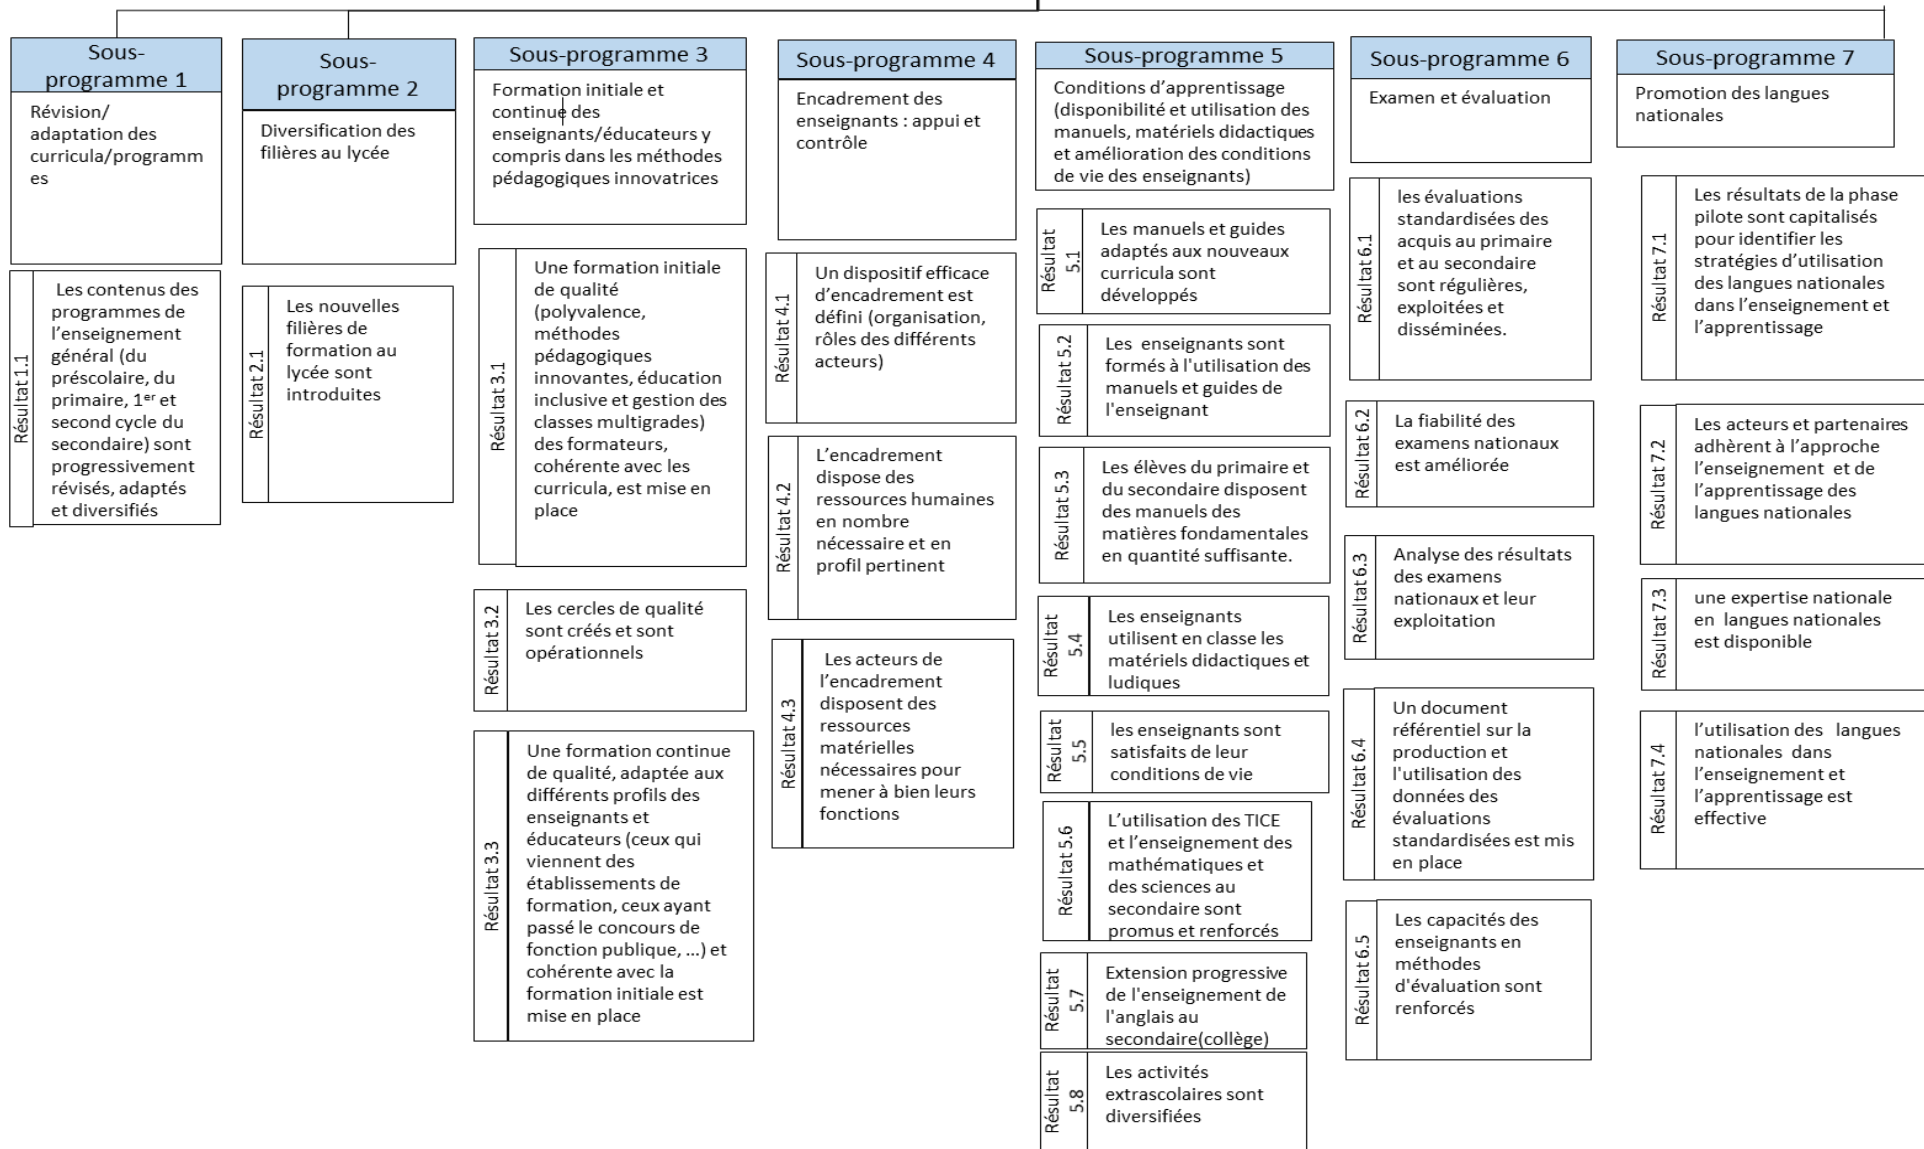 Sous-
programme 1
Révision/
adaptation des
curricula/programm
es
Résultat 1.1
Les contenus des
programmes de
l’enseignement
général (du
préscolaire, du
primaire, 1er et
second cycle du
secondaire) sont
progressivement
révisés, adaptés
et diversifiés
Sous-
programme 2
Diversification des
filières au lycée
Résultat 2.1
Les nouvelles
filières de
formation au
lycée sont
introduites
Sous-programme 3
Formation initiale et
continue des
enseignants/éducateurs y
compris dans les méthodes
pédagogiques innovatrices
Résultat 3.1
Une formation initiale
de qualité
(polyvalence,
méthodes
pédagogiques
innovantes, éducation
inclusive et gestion des
classes multigrades)
des formateurs,
cohérente avec les
curricula, est mise en
place
Résultat 3.2
Les cercles de qualité
sont créés et sont
opérationnels
Résultat 3.3
Une formation continue
de qualité, adaptée aux
différents profils des
enseignants et
éducateurs (ceux qui
viennent des
établissements de
formation, ceux ayant
passé le concours de
fonction publique, ...) et
cohérente avec la
formation initiale est
mise en place
Sous-programme 4
Encadrement des
enseignants : appui et
contrôle
Résultat 4.1
Un dispositif efficace
d’encadrement est
défini (organisation,
rôles des différents
acteurs)
Résultat 4.2
L’encadrement
dispose des
ressources humaines
en nombre
nécessaire et en
profil pertinent
Résultat 4.3
Les acteurs de
l’encadrement
disposent des
ressources
matérielles
nécessaires pour
mener à bien leurs
fonctions
Sous-programme 5
Conditions d’apprentissage
(disponibilité et utilisation des
manuels, matériels didactiques
et amélioration des conditions
de vie des enseignants)
Résultat
5.1
Les manuels et guides
adaptés aux nouveaux
curricula sont
développés
Résultat 5.2
Les enseignants sont
formés à l'utilisation des
manuels et guides de
l'enseignant
Résultat 5.3
Les élèves du primaire et
du secondaire disposent
des manuels des
matières fondamentales
en quantité suffisante.
Résultat
5.4
Les enseignants
utilisent en classe les
matériels didactiques et
ludiques
Résultat
5.5
les enseignants sont
satisfaits de leur
conditions de vie
Résultat 5.6
L’utilisation des TICE
et l’enseignement des
mathématiques et
des sciences au
secondaire sont
promus et renforcés
Résultat
5.7
Extension progressive
de l'enseignement de
l'anglais au
secondaire(collège)
Résultat
5.8
Les activités
extrascolaires sont
diversifiées
Sous-programme 6
Examen et évaluation
Résultat 6.1
les évaluations
standardisées des
acquis au primaire
et au secondaire
sont régulières,
exploitées et
disséminées.
Résultat 6.2
La fiabilité des
examens nationaux
est améliorée
Résultat 6.3
Analyse des résultats
des examens
nationaux et leur
exploitation
Résultat 6.4
Un document
référentiel sur la
production et
l'utilisation des
données des
évaluations
standardisées est mis
en place
Résultat 6.5
Les capacités des
enseignants en
méthodes
d'évaluation sont
renforcés
Sous-programme 7
Promotion des langues
nationales
Résultat 7.1
Les résultats de la phase
pilote sont capitalisés
pour identifier les
stratégies d’utilisation
des langues nationales
dans l’enseignement et
l’apprentissage
Résultat 7.2
Les acteurs et partenaires
adhèrent à l’approche
l’enseignement et de
l’apprentissage des
langues nationales
Résultat 7.3
une expertise nationale
en langues nationales
est disponible
Résultat 7.4
l’utilisation des langues
nationales dans
l’enseignement et
l’apprentissage est
effective